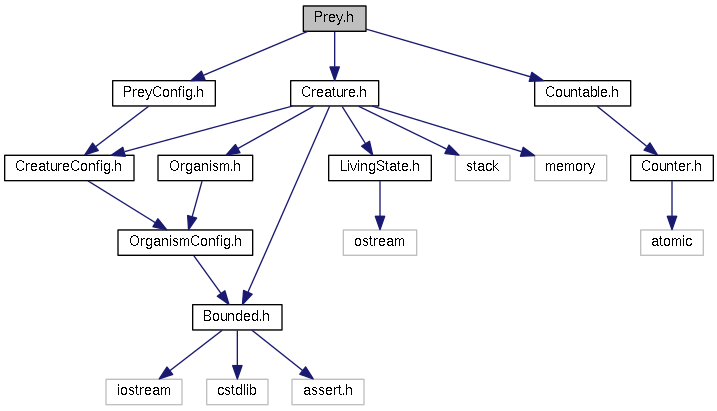 Prey.h
PreyConfig.h
Creature.h
Countable.h
CreatureConfig.h
Organism.h
LivingState.h
stack
memory
Counter.h
OrganismConfig.h
ostream
atomic
Bounded.h
iostream
cstdlib
assert.h